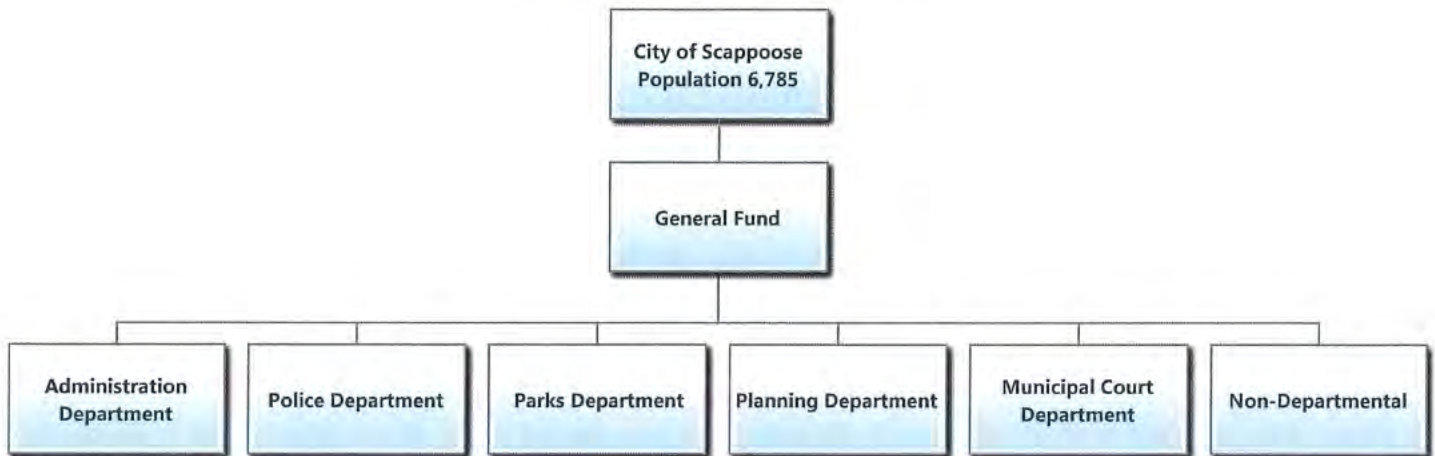 City of Scappoose
Population 6,785
General Fund
Administration
Department
Police Department
Parks Department
Planning Department
Municipal Court
Department
Non-Departmental